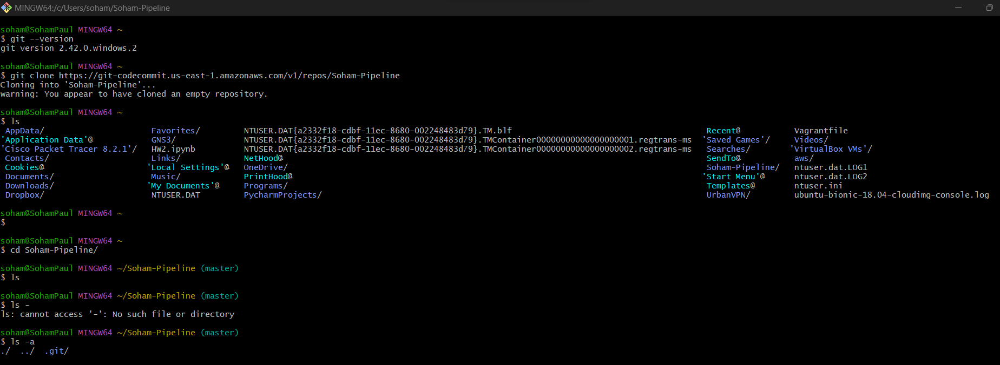 MINGW64:/c/Users/soham/Soham-Pipeline
soham@SohamPaul MINGW64 ~
$ git --version
git version 2.42.0.windows.2
soham@SohamPaul MINGW64 ~
$ git clone https://git-codecommit.us-east-1.amazonaws.com/v1/repos/Soham-Pipeline
Cloning into 'Soham-Pipeline'...
warning: You appear to have cloned an empty repository.
soham@SohamPaul MINGW64 ~
$ ls
AppData/ Favorites/ NTUSER.DAT{a2332f18-cdbf-11ec-8680-002248483d79}.TM.blf Recent@ Vagrantfile
'Application Data'@ GNS3/ NTUSER.DAT{a2332f18-cdbf-11ec-8680-002248483d79}.TMContainer00000000000000000001.regtrans-ms 'Saved Games'/ Videos/
'Cisco Packet Tracer 8.2.1'/ HW2.ipynb NTUSER.DAT{a2332f18-cdbf-11ec-8680-002248483d79}.TMContainer00000000000000000002.regtrans-ms Searches/ 'VirtualBox VMs'/
Contacts/ Links/ NetHood@ SendTo@ aws/
Cookies@ 'Local Settings'@ OneDrive/ Soham-Pipeline/ ntuser.dat.LOG1
Documents/ Music/ PrintHood@ 'Start Menu'@ ntuser.dat.LOG2
Downloads/ 'My Documents'@ Programs/ Templates@ ntuser.ini
Dropbox/ NTUSER.DAT PycharmProjects/ UrbanVPN/ ubuntu-bionic-18.04-cloudimg-console.log
soham@SohamPaul MINGW64 ~
$
soham@SohamPaul MINGW64 ~
$ cd Soham-Pipeline/
soham@SohamPaul MINGW64 ~/Soham-Pipeline (master)
$ ls
soham@SohamPaul MINGW64 ~/Soham-Pipeline (master)
$ ls -
ls: cannot access '-': No such file or directory
soham@SohamPaul MINGW64 ~/Soham-Pipeline (master)
$ ls -a
./ ../ .git/